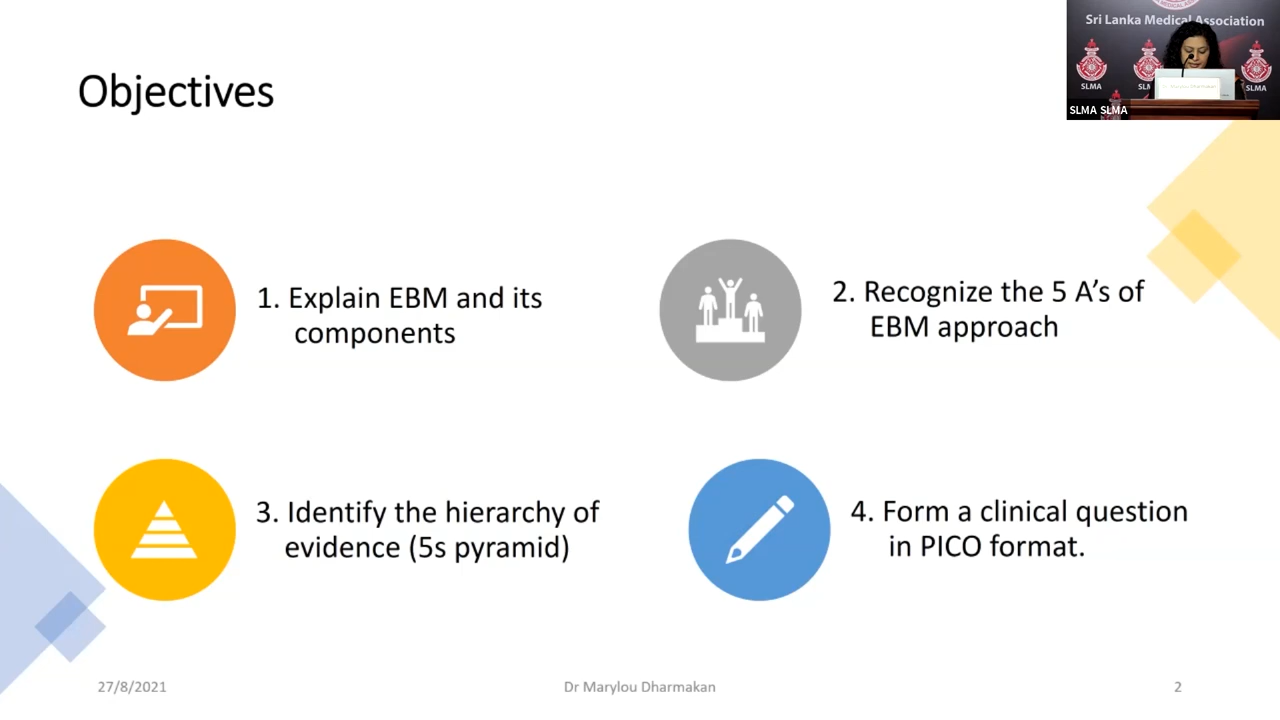 Objectives
Sri Lanka Medical Association
SLMA
SLMA
SLMA SLMA
1. Explain EBM and its
components
2. Recognize the 5 A's of
EBM approach
3. Identify the hierarchy of
evidence (5s pyramid)
4. Form a clinical question
in PICO format.
27/8/2021
Dr Marylou Dharmakan
2